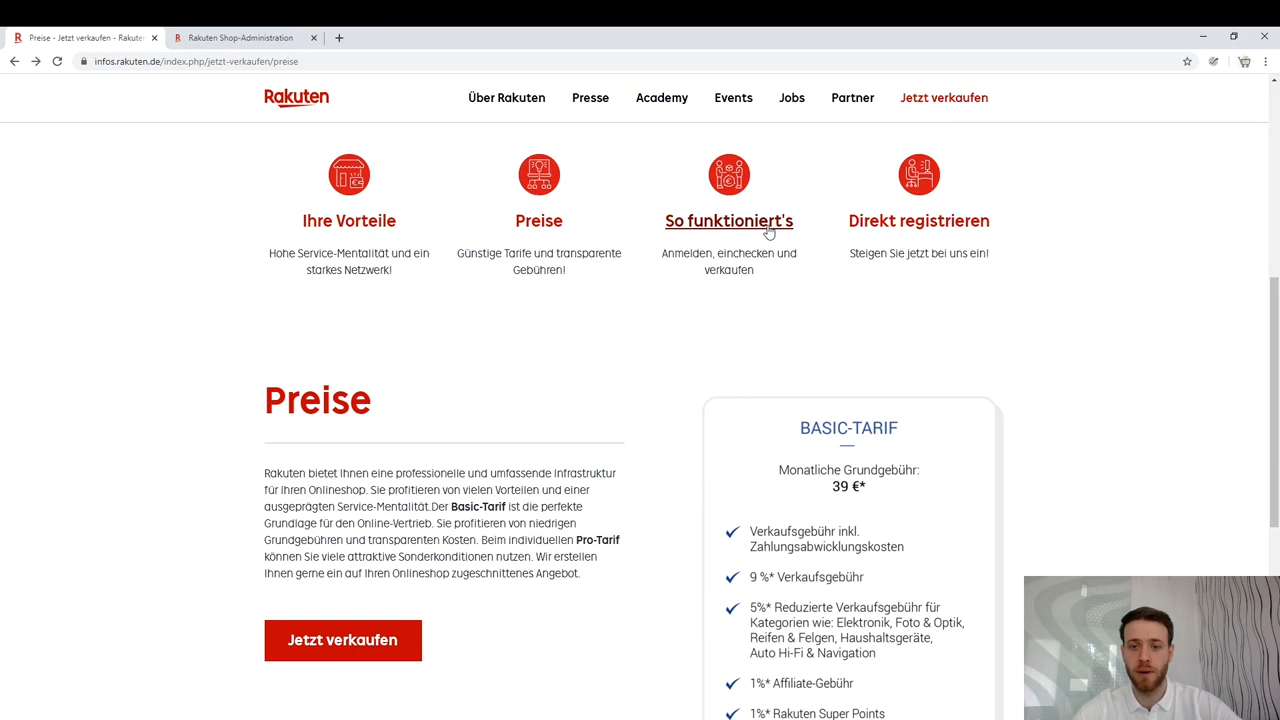 Preise - Jetzt verkaufen - Rakuten
Rakuten Shop-Administration
infos.rakuten.de/index.php/jetzt-verkaufen/preise
Rakuten
Über Rakuten
Presse
Academy
Events
Jobs
Partner
Jetzt verkaufen
Ihre Vorteile
Hohe Service-Mentalität und ein
starkes Netzwerk!
Preise
Günstige Tarife und transparente
Gebühren!
So funktioniert's
Anmelden, einchecken und
verkaufen
Direkt registrieren
Steigen Sie jetzt bei uns ein!
Preise
Rakuten bietet Ihnen eine professionelle und umfassende Infrastruktur
für Ihren Onlineshop. Sie profitieren von vielen Vorteilen und einer
ausgeprägten Service-Mentalität.Der Basic-Tarif ist die perfekte
Grundlage für den Online-Vertrieb. Sie profitieren von niedrigen
Grundgebühren und transparenten Kosten. Beim individuellen Pro-Tarif
können Sie viele attraktive Sonderkonditionen nutzen. Wir erstellen
Ihnen gerne ein auf Ihren Onlineshop zugeschnittenes Angebot.
Jetzt verkaufen
BASIC-TARIF
Monatliche Grundgebühr:
39 €*
Verkaufsgebühr inkl.
Zahlungsabwicklungskosten
9 %* Verkaufsgebühr
5%* Reduzierte Verkaufsgebühr für
Kategorien wie: Elektronik, Foto & Optik,
Reifen & Felgen, Haushaltsgeräte,
Auto Hi-Fi & Navigation
1%* Affiliate-Gebühr
1%* Rakuten Super Points